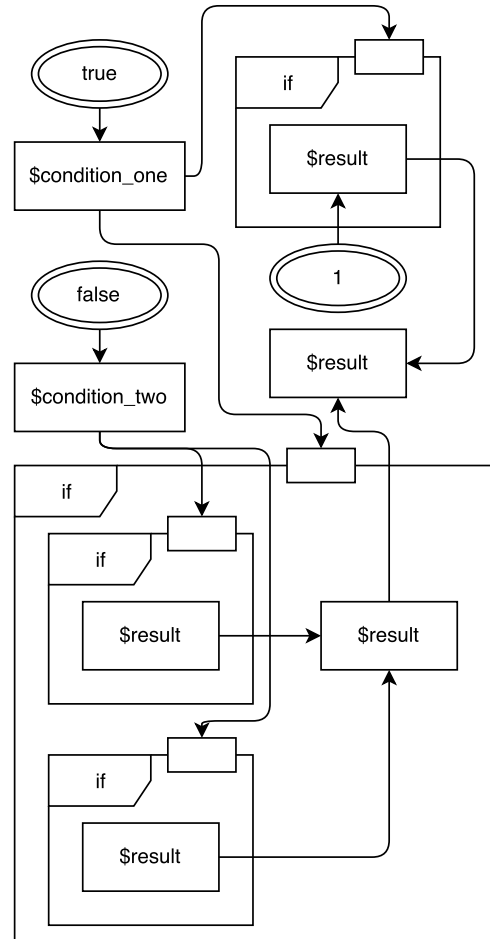 true
if
$condition_one
$result
1
false
$result
$condition_two
if
if
$result
$result
if
$result